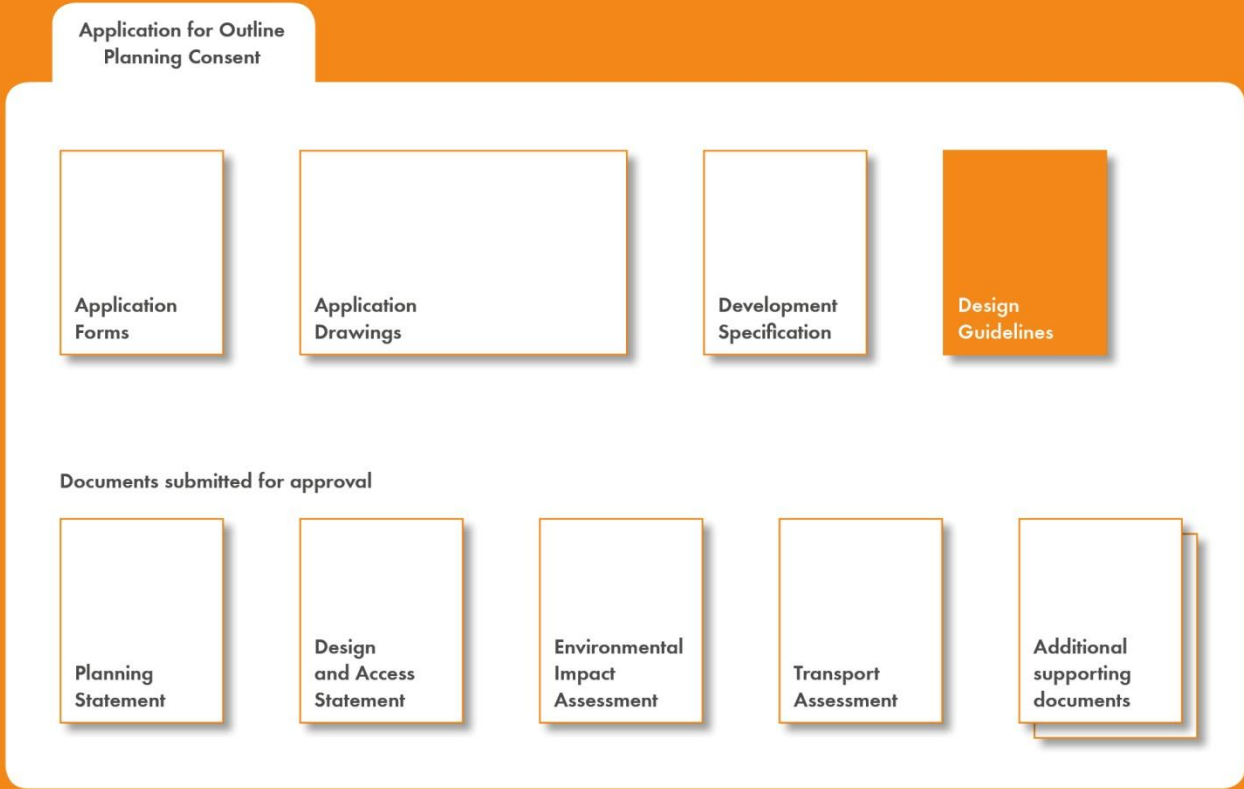 Application for Outline
Planning Consent
Application
Forms
Application
Drawings
Development
Specification
Design
Guidelines
Documents submitted for approval
Planning
Statement
Design
and Access
Statement
Environmental
Impact
Assessment
Transport
Assessment
Additional
supporting
documents